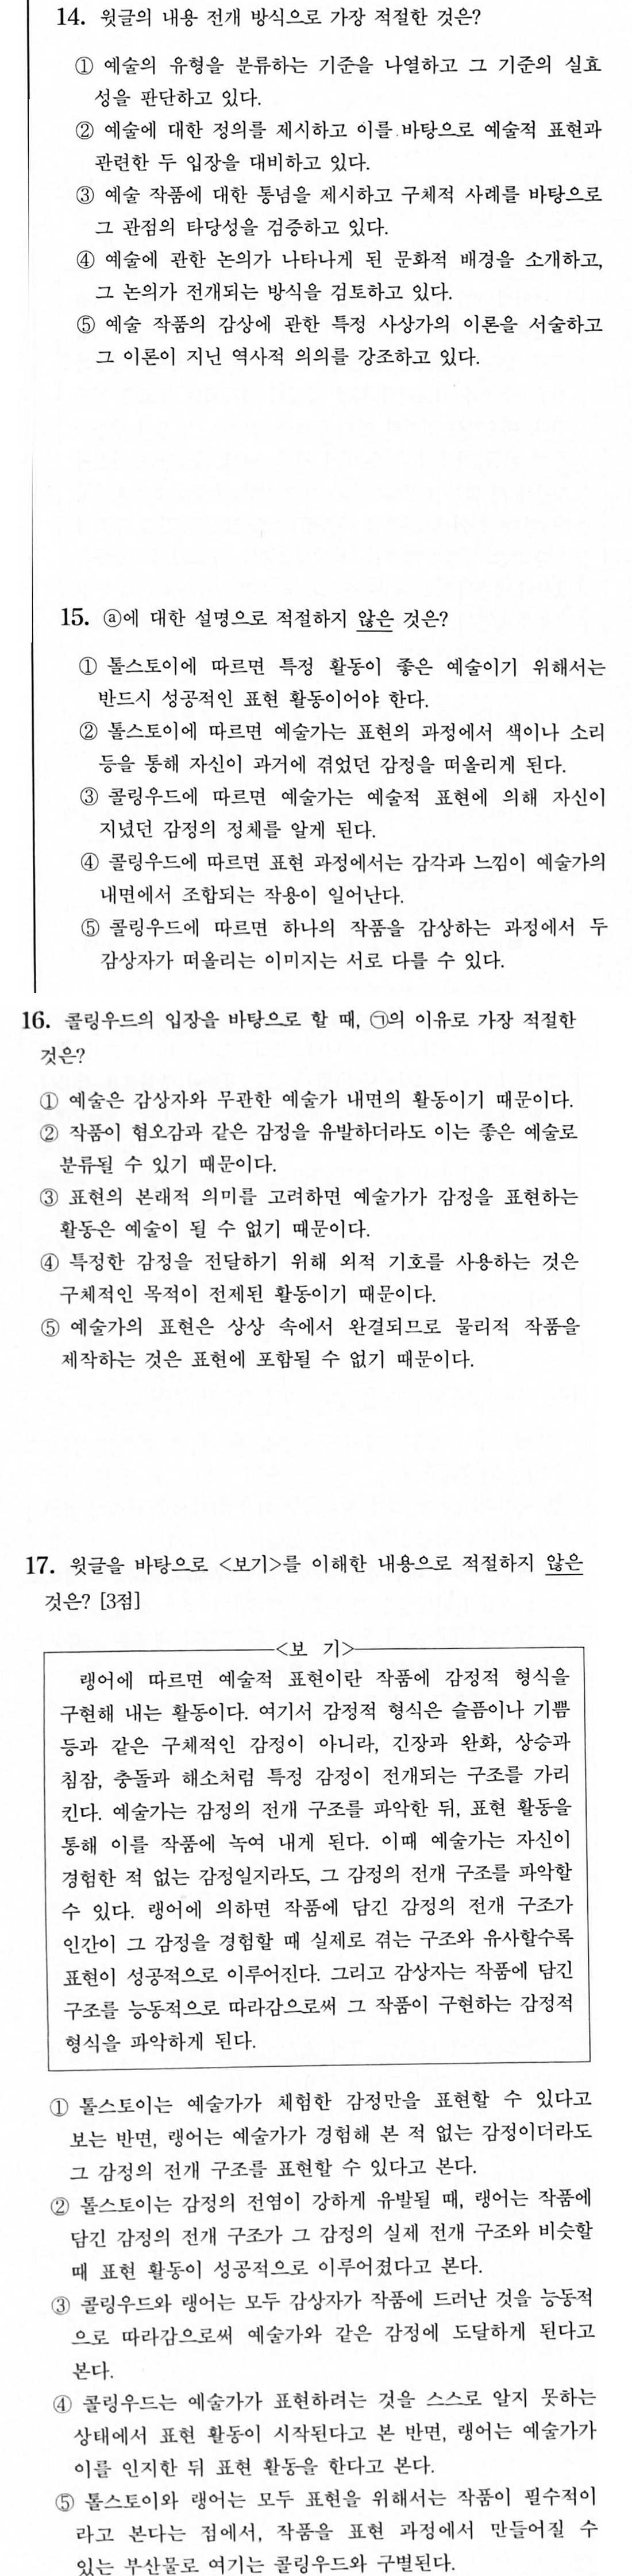 14. 윗글의 내용 전개 방식으로 가장 적절한 것은?
① 예술의 유형을 분류하는 기준을 나열하고 그 기준의 실효
성을 판단하고 있다.
② 예술에 대한 정의를 제시하고 이를 바탕으로 예술적 표현과
관련한 두 입장을 대비하고 있다.
③ 예술 작품에 대한 통념을 제시하고 구체적 사례를 바탕으로
그 관점의 타당성을 검증하고 있다.
④ 예술에 관한 논의가 나타나게 된 문화적 배경을 소개하고,
그 논의가 전개되는 방식을 검토하고 있다.
⑤ 예술 작품의 감상에 관한 특정 사상가의 이론을 서술하고
그 이론이 지닌 역사적 의의를 강조하고 있다.
15. ⓐ에 대한 설명으로 적절하지 않은 것은?
① 톨스토이에 따르면 특정 활동이 좋은 예술이기 위해서는
반드시 성공적인 표현 활동이어야 한다.
② 톨스토이에 따르면 예술가는 표현의 과정에서 색이나 소리
등을 통해 자신이 과거에 겪었던 감정을 떠올리게 된다.
③ 콜링우드에 따르면 예술가는 예술적 표현에 의해 자신이
지녔던 감정의 정체를 알게 된다.
④ 콜링우드에 따르면 표현 과정에서는 감각과 느낌이 예술가의
내면에서 조합되는 작용이 일어난다.
⑤ 콜링우드에 따르면 하나의 작품을 감상하는 과정에서 두
감상자가 떠올리는 이미지는 서로 다를 수 있다.
16. 콜링우드의 입장을 바탕으로 할 때, ㉠의 이유로 가장 적절한
것은?
① 예술은 감상자와 무관한 예술가 내면의 활동이기 때문이다.
② 작품이 혐오감과 같은 감정을 유발하더라도 이는 좋은 예술로
분류될 수 있기 때문이다.
③ 표현의 본래적 의미를 고려하면 예술가가 감정을 표현하는
활동은 예술이 될 수 없기 때문이다.
④ 특정한 감정을 전달하기 위해 외적 기호를 사용하는 것은
구체적인 목적이 전제된 활동이기 때문이다.
⑤ 예술가의 표현은 상상 속에서 완결되므로 물리적 작품을
제작하는 것은 표현에 포함될 수 없기 때문이다.
17. 윗글을 바탕으로 <보기>를 이해한 내용으로 적절하지 않은
것은? [3점]
<보 기>
랭어에 따르면 예술적 표현이란 작품에 감정적 형식을
구현해 내는 활동이다. 여기서 감정적 형식은 슬픔이나 기쁨
등과 같은 구체적인 감정이 아니라, 긴장과 완화, 상승과
침잠, 충돌과 해소처럼 특정 감정이 전개되는 구조를 가리
킨다. 예술가는 감정의 전개 구조를 파악한 뒤, 표현 활동을
통해 이를 작품에 녹여 내게 된다. 이때 예술가는 자신이
경험한 적 없는 감정일지라도, 그 감정의 전개 구조를 파악할
수 있다. 랭어에 의하면 작품에 담긴 감정의 전개 구조가
인간이 그 감정을 경험할 때 실제로 겪는 구조와 유사할수록
표현이 성공적으로 이루어진다. 그리고 감상자는 작품에 담긴
구조를 능동적으로 따라감으로써 그 작품이 구현하는 감정적
형식을 파악하게 된다.
① 톨스토이는 예술가가 체험한 감정만을 표현할 수 있다고
보는 반면, 랭어는 예술가가 경험해 본 적 없는 감정이더라도
그 감정의 전개 구조를 표현할 수 있다고 본다.
② 톨스토이는 감정의 전염이 강하게 유발될 때, 랭어는 작품에
담긴 감정의 전개 구조가 그 감정의 실제 전개 구조와 비슷할
때 표현 활동이 성공적으로 이루어졌다고 본다.
③ 콜링우드와 랭어는 모두 감상자가 작품에 드러난 것을 능동적
으로 따라감으로써 예술가와 같은 감정에 도달하게 된다고
본다.
④ 콜링우드는 예술가가 표현하려는 것을 스스로 알지 못하는
상태에서 표현 활동이 시작된다고 본 반면, 랭어는 예술가가
이를 인지한 뒤 표현 활동을 한다고 본다.
⑤ 톨스토이와 랭어는 모두 표현을 위해서는 작품이 필수적이
라고 본다는 점에서, 작품을 표현 과정에서 만들어질 수
있는 부산물로 여기는 콜링우드와 구별된다.